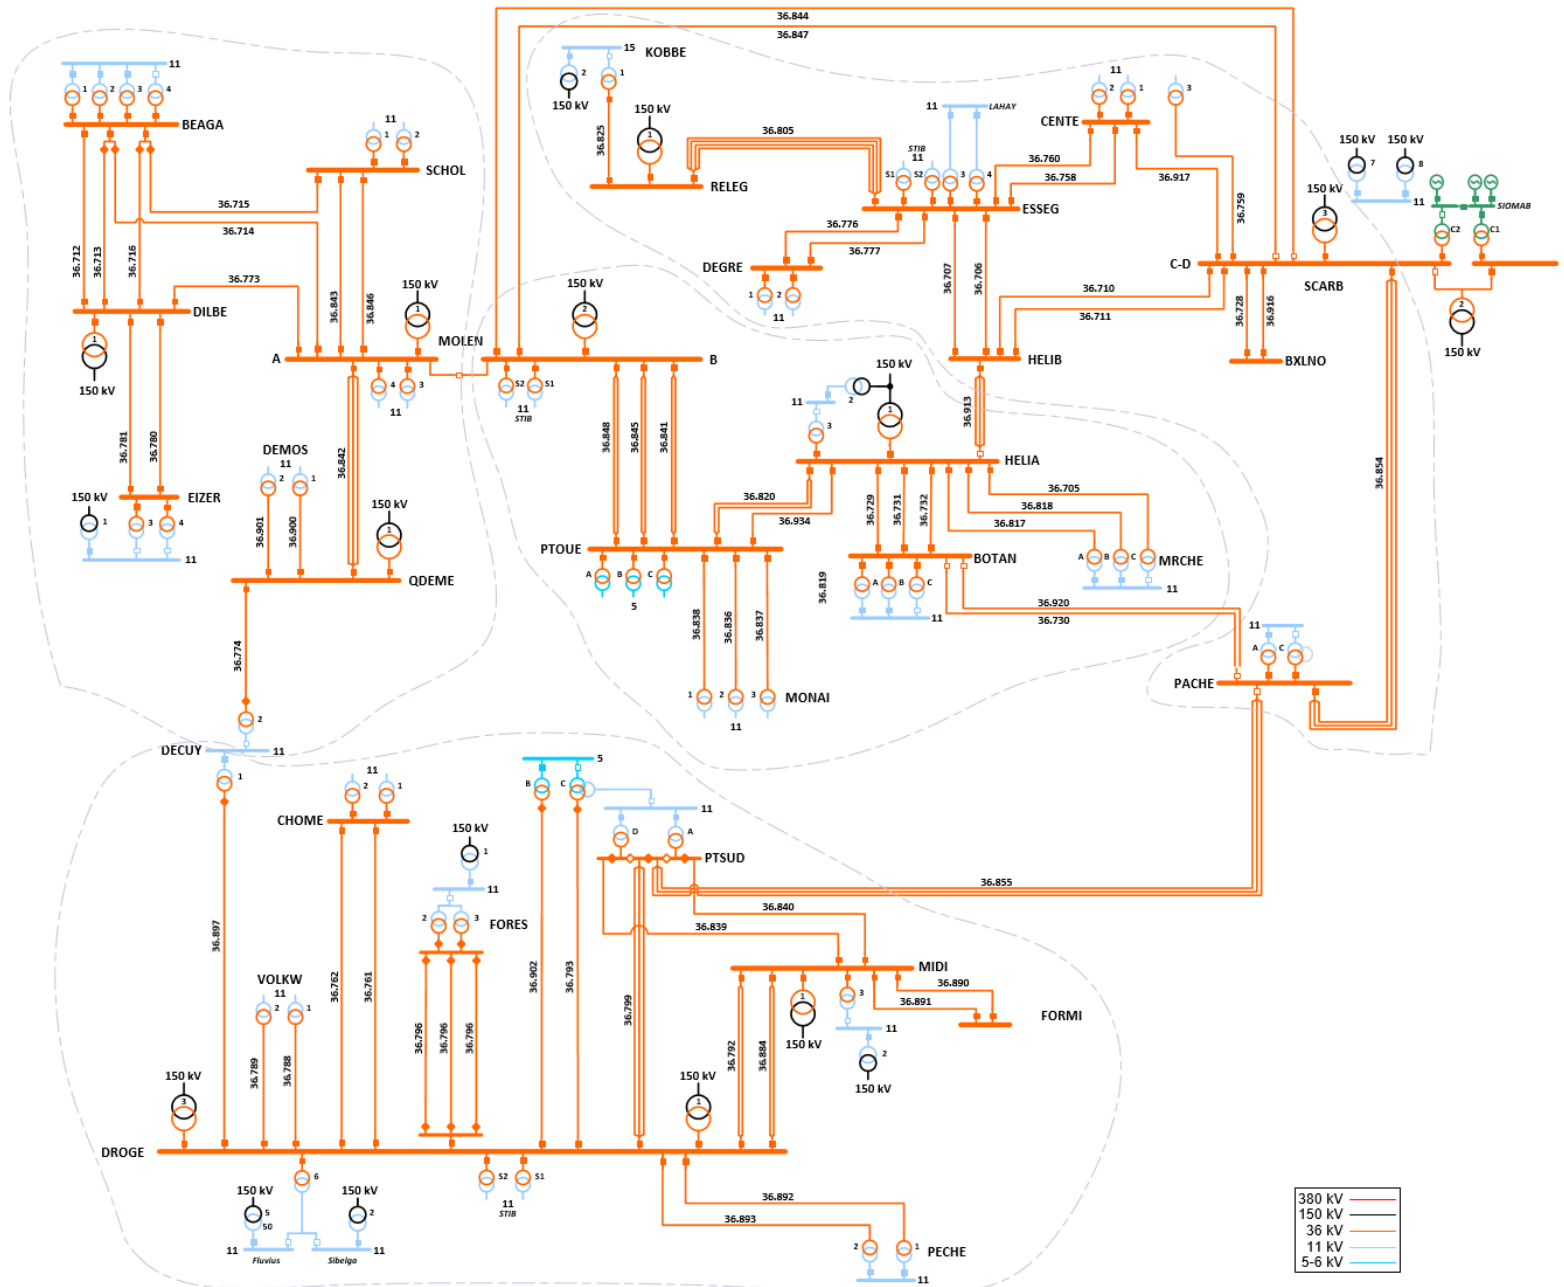 36.844
36.847
15
KOBBE
2
1
150 kV
150 kV
1
36.825
RELEG
36.805
11
LAHAY
STIB
11
S1
S2
3
4
ESSEG
11
2
1
3
CENTE
36.760
36.758
36.917
36.759
150 kV
150 kV
7
8
11
150 kV
3
SIOMAB
C2
C1
C-D
SCARB
2
150 kV
11
1
2
3
4
BEAGA
11
1
2
SCHOL
36.715
36.714
36.712
36.713
36.716
36.773
36.843
36.846
DILBE
1
150 kV
150 kV
1
MOLEN
A
4
3
11
36.776
36.777
DEGRE
1
2
11
36.707
36.706
36.710
36.711
36.728
36.916
BXLNO
HELIB
150 kV
2
B
S2
S1
11
STIB
36.848
36.845
36.841
36.842
36.781
36.780
EIZER
150 kV
1
3
4
11
DEMOS
11
2
1
36.901
36.900
150 kV
1
QDEME
150 kV
2
1
11
3
36.913
HELIA
36.854
36.820
36.934
36.729
36.731
36.732
36.705
36.818
36.817
PTOUE
A
B
C
5
36.819
BOTAN
A
B
C
11
A
B
C
MRCHE
11
36.920
36.730
36.838
36.836
36.837
1
2
3
MONAI
11
11
A
C
PACHE
36.774
2
DECUY
11
1
36.897
11
2
1
CHOME
36.762
36.761
5
B
C
11
D
A
PTSUD
36.855
36.840
36.839
150 kV
1
11
2
3
FORES
36.796
36.796
36.796
36.902
36.793
36.799
MIDI
1
150 kV
3
11
2
150 kV
36.890
36.891
FORMI
36.792
36.884
VOLKW
11
2
1
36.789
36.788
150 kV
3
150 kV
1
DROGE
6
S2
S1
11
STIB
150 kV
5
50
150 kV
2
11
Fluvius
Sibelga
11
36.892
36.893
2
1
PECHE
11
380 kV
150 kV
36 kV
11 kV
5-6 kV